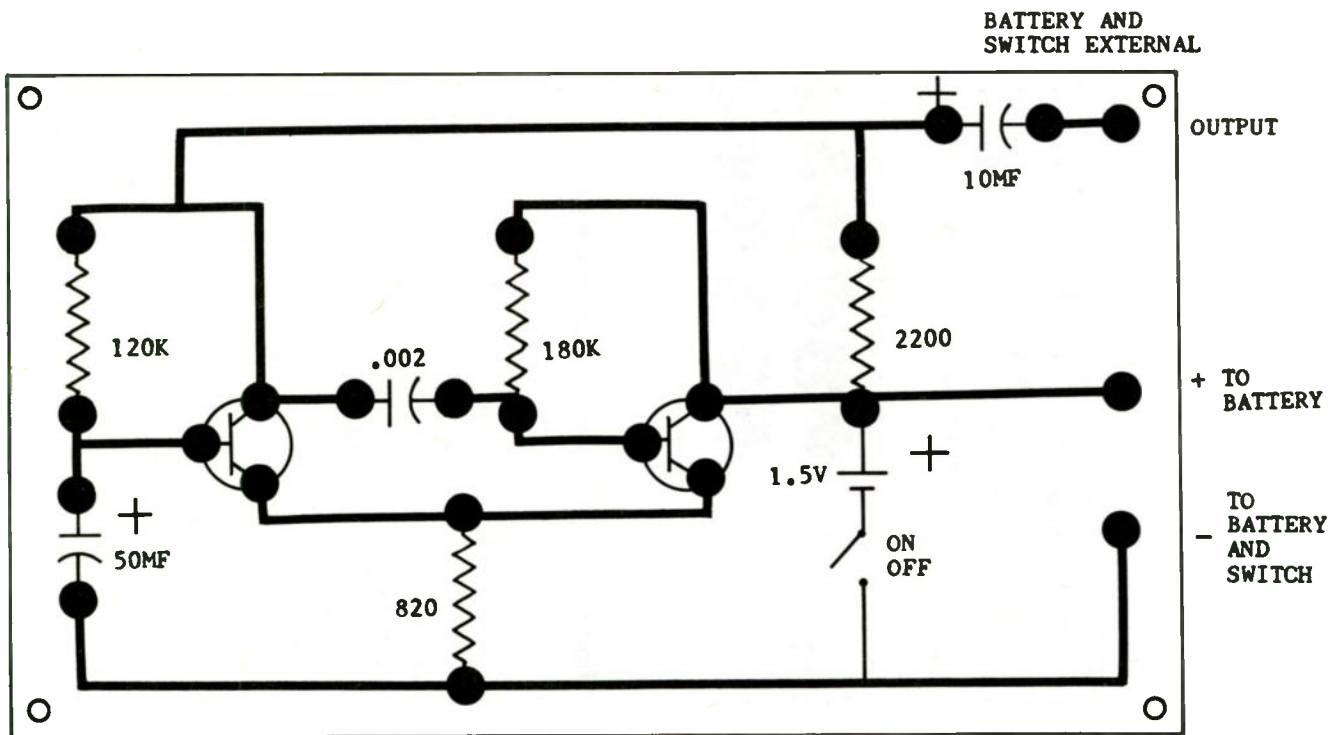 BATTERY AND
SWITCH EXTERNAL
+
OUTPUT
10MF
120K
.002
180K
2200
+ TO
BATTERY
1.5V
+
+
50MF
ON
OFF
820
TO
BATTERY
- AND
SWITCH